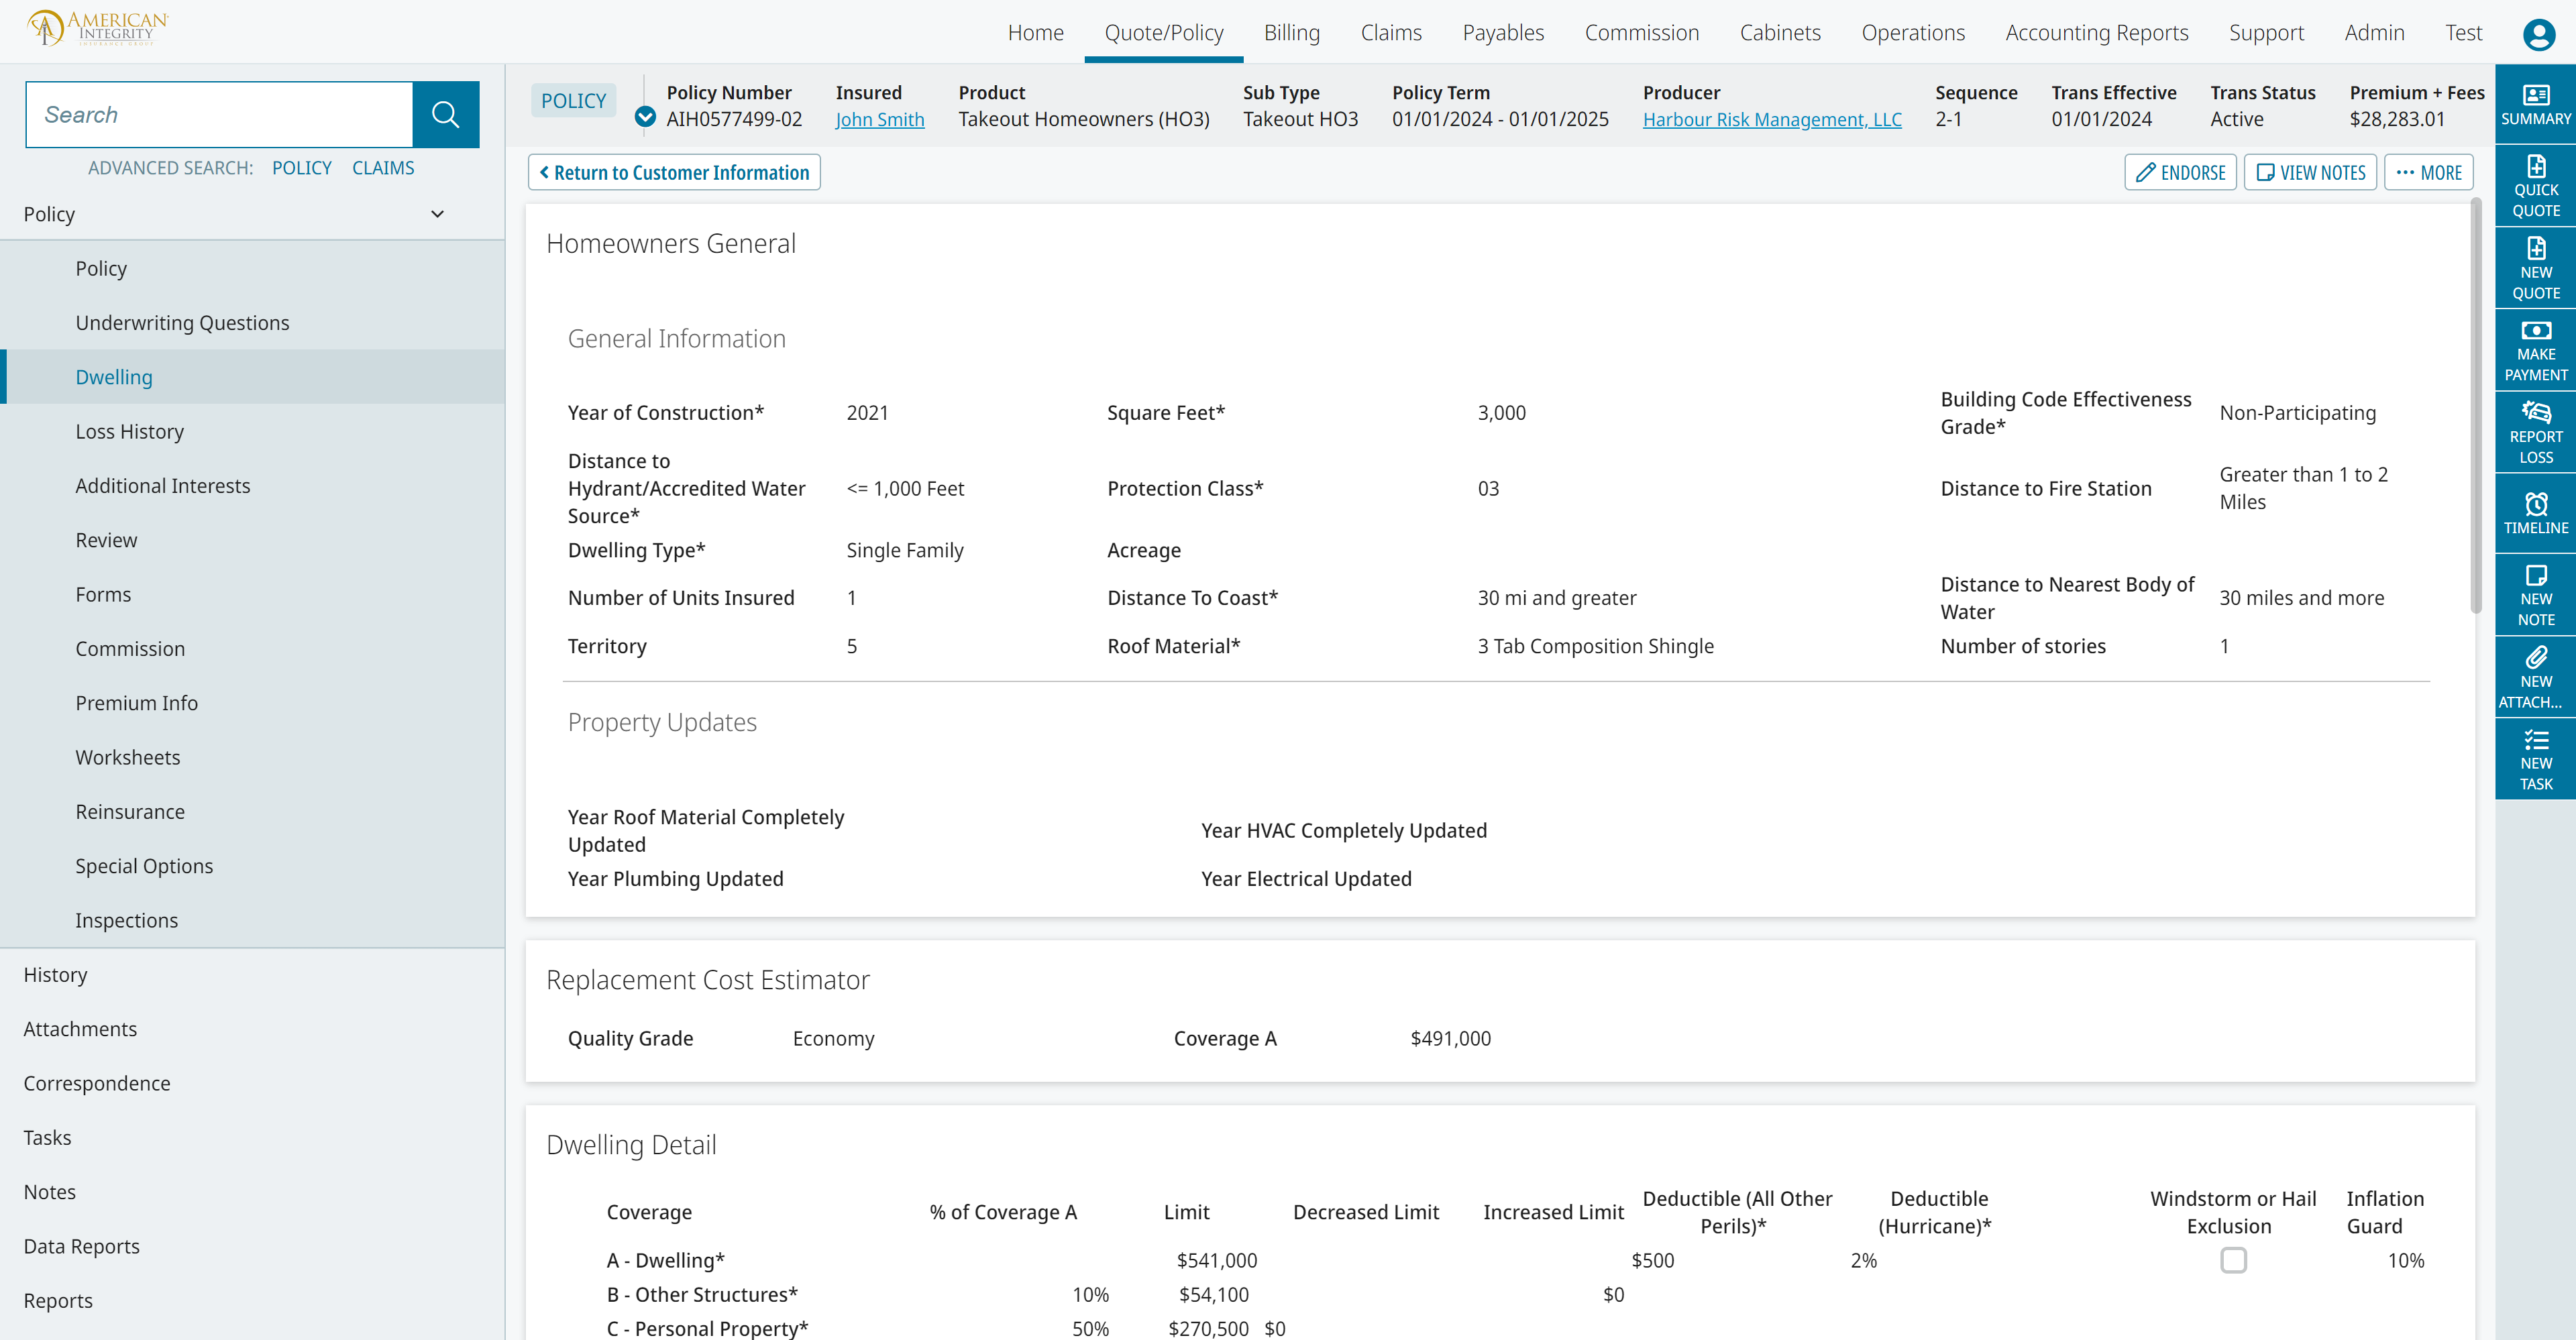 AMERICAN
INTEGRITY
INSURANCE GROUP
Home Quote/Policy Billing Claims Payables Commission Cabinets Operations Accounting Reports Support Admin Test
Search
ADVANCED SEARCH: POLICY CLAIMS
Policy
Policy
Underwriting Questions
Dwelling
Loss History
Additional Interests
Review
Forms
Commission
Premium Info
Worksheets
Reinsurance
Special Options
Inspections
History
Attachments
Correspondence
Tasks
Notes
Data Reports
Reports
POLICY
Policy Number Insured Product Sub Type Policy Term Producer Sequence Trans Effective Trans Status Premium + Fees
AIH0577499-02 John Smith Takeout Homeowners (HO3) Takeout HO3 01/01/2024 - 01/01/2025 Harbour Risk Management, LLC 2-1 01/01/2024 Active $28,283.01
Return to Customer Information
ENDORSE VIEW NOTES MORE
Homeowners General
General Information
Year of Construction* 2021 Square Feet* 3,000 Building Code Effectiveness
Grade* Non-Participating
Distance to
Hydrant/Accredited Water
Source* <= 1,000 Feet Protection Class* 03 Distance to Fire Station Greater than 1 to 2
Miles
Dwelling Type* Single Family Acreage
Number of Units Insured 1 Distance To Coast* 30 mi and greater Distance to Nearest Body of
Water 30 miles and more
Territory 5 Roof Material* 3 Tab Composition Shingle Number of stories 1
Property Updates
Year Roof Material Completely
Updated Year HVAC Completely Updated
Year Plumbing Updated Year Electrical Updated
Replacement Cost Estimator
Quality Grade Economy Coverage A $491,000
Dwelling Detail
Coverage % of Coverage A Limit Decreased Limit Increased Limit Deductible (All Other
Perils)* Deductible
(Hurricane)* Windstorm or Hail
Exclusion Inflation
Guard
A - Dwelling* $541,000 $500 2% 10%
B - Other Structures* 10% $54,100 $0
C - Personal Property* 50% $270,500 $0
SUMMARY
QUICK
QUOTE
NEW
QUOTE
MAKE
PAYMENT
REPORT
LOSS
TIMELINE
NEW
NOTE
NEW
ATTACH...
NEW
TASK